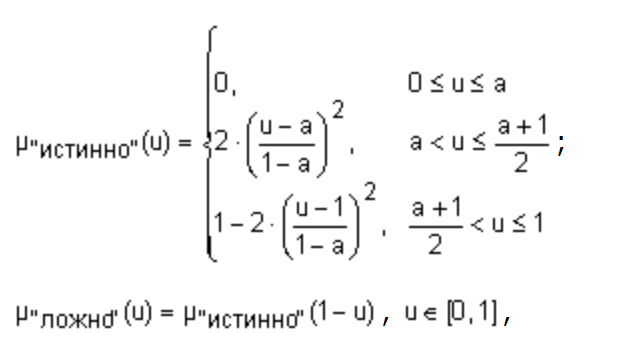 μ"истинно"(u) = { 0, 0 ≤ u ≤ a
2·((u − a)/(1 − a))², a < u ≤ (a + 1)/2 ;
1 − 2·((u − 1)/(1 − a))², (a + 1)/2 < u ≤ 1
μ"ложно"(u) = μ"истинно"(1 − u) , u ∈ [0, 1] ,